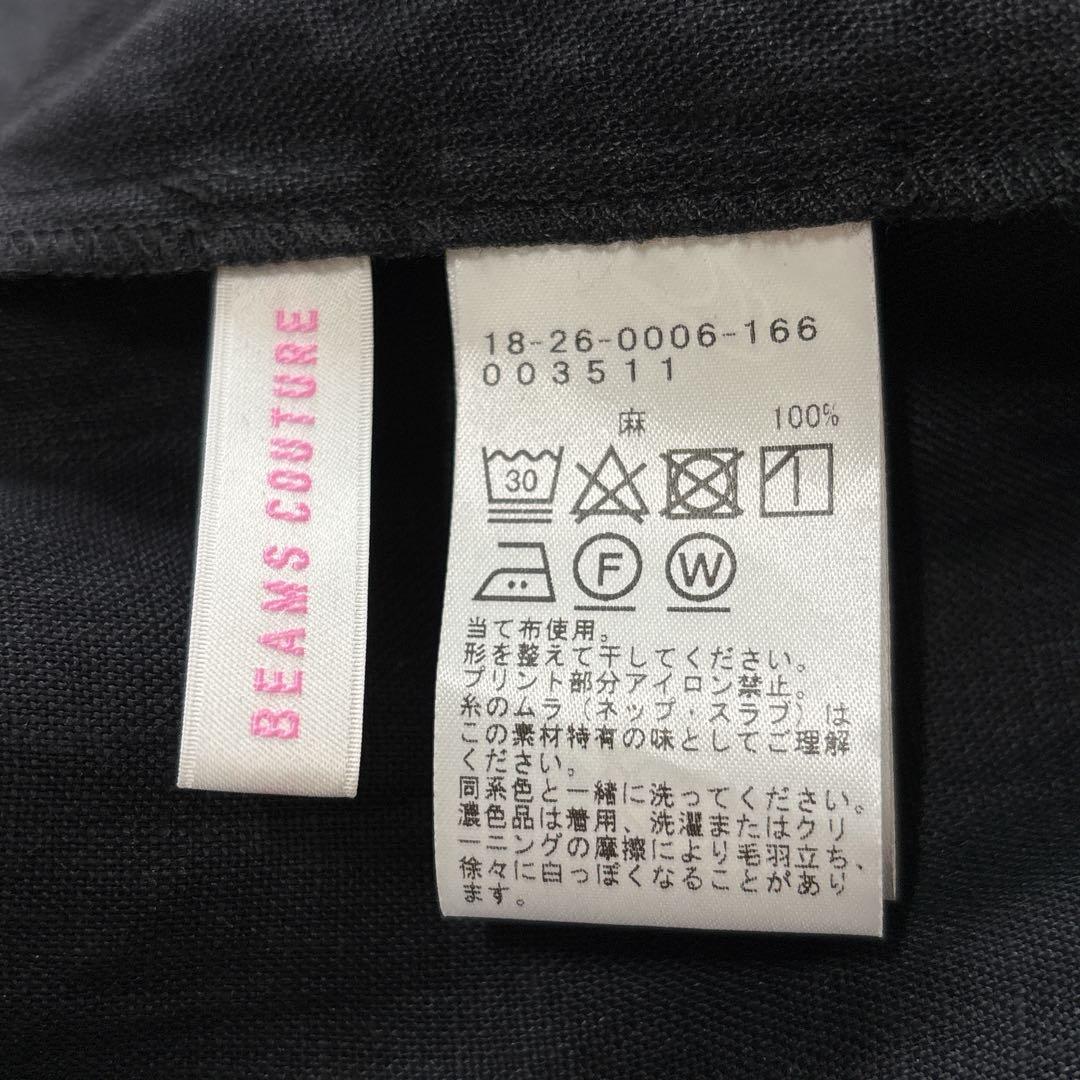 BEAMS COUTURE
18-26-0006-166
003511
麻 100%
30
F W
当て布使用。
形を整えて干してください。
プリント部分アイロン禁止。
糸のムラ（ネップ・スラブ）は
この素材特有の味としてご理解
ください。
同系色と一緒に洗ってください。
濃色品は着用、洗濯またはクリ
ーニングの摩擦により毛羽立ち、
徐々に白っぽくなることがあり
ます。